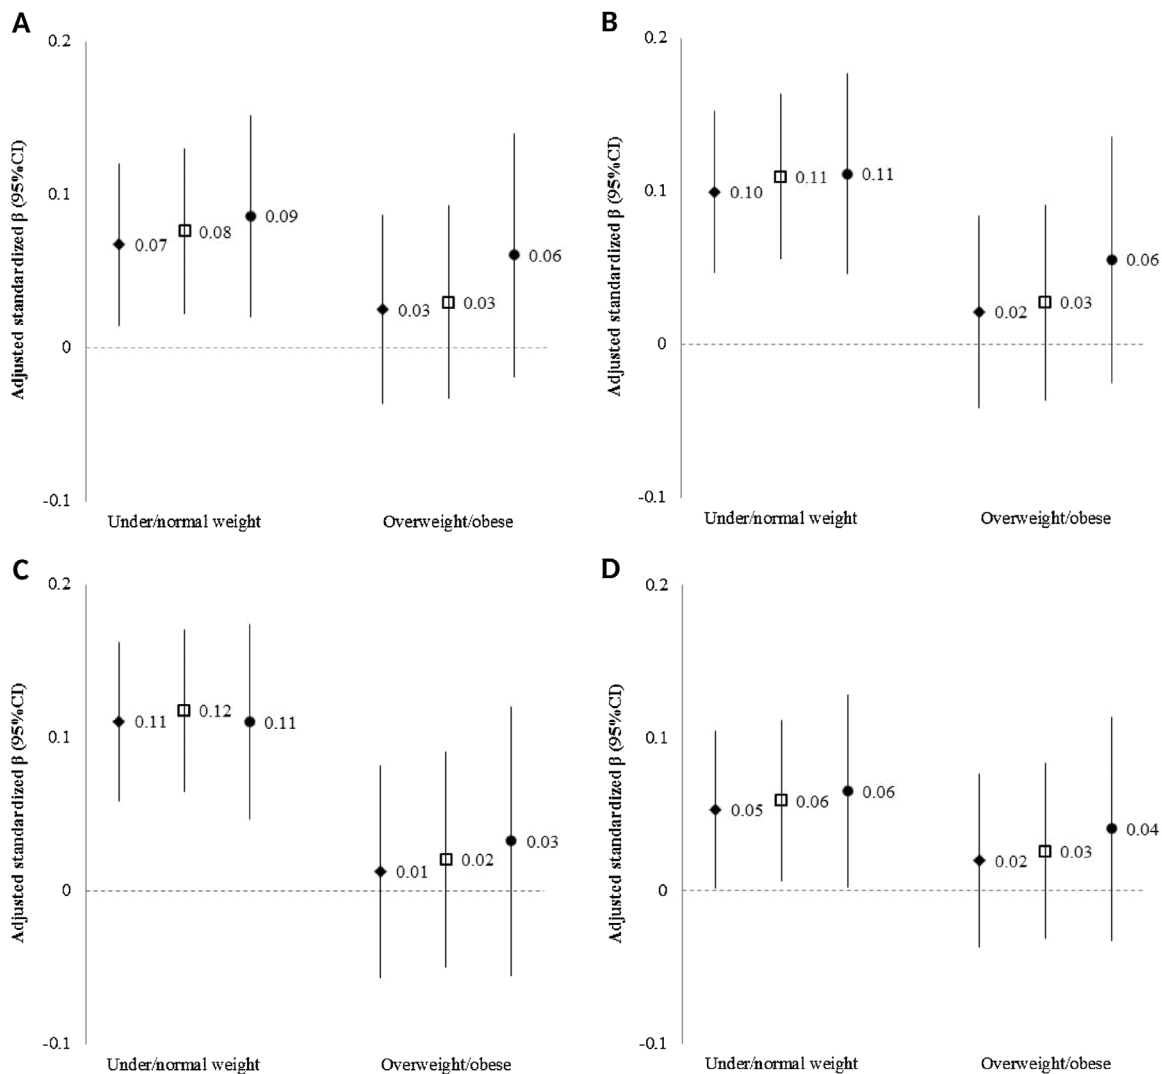 A
Adjusted standardized β (95%CI)
0.2
0.1
0
-0.1
0.07
0.08
0.09
0.03
0.03
0.06
Under/normal weight
Overweight/obese
B
Adjusted standardized β (95%CI)
0.2
0.1
0
-0.1
0.10
0.11
0.11
0.02
0.03
0.06
Under/normal weight
Overweight/obese
C
Adjusted standardized β (95%CI)
0.2
0.1
0
-0.1
0.11
0.12
0.11
0.01
0.02
0.03
Under/normal weight
Overweight/obese
D
Adjusted standardized β (95%CI)
0.2
0.1
0
-0.1
0.05
0.06
0.06
0.02
0.03
0.04
Under/normal weight
Overweight/obese